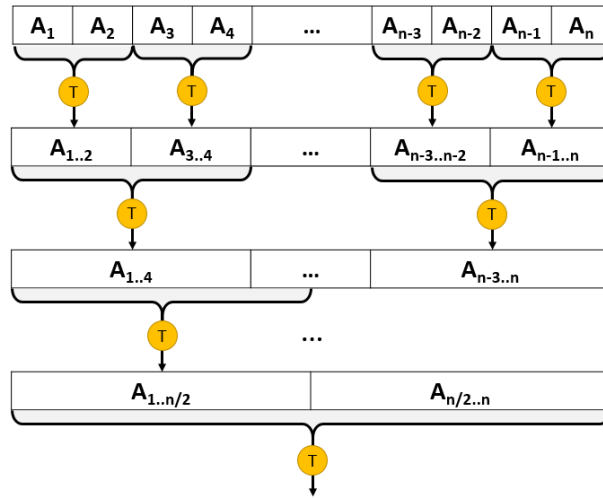 A1 A2 A3 A4 ... An-3 An-2 An-1 An
T T T T
A1..2 A3..4 ... An-3..n-2 An-1..n
T T
A1..4 ... An-3..n
T ...
A1..n/2 An/2..n
T